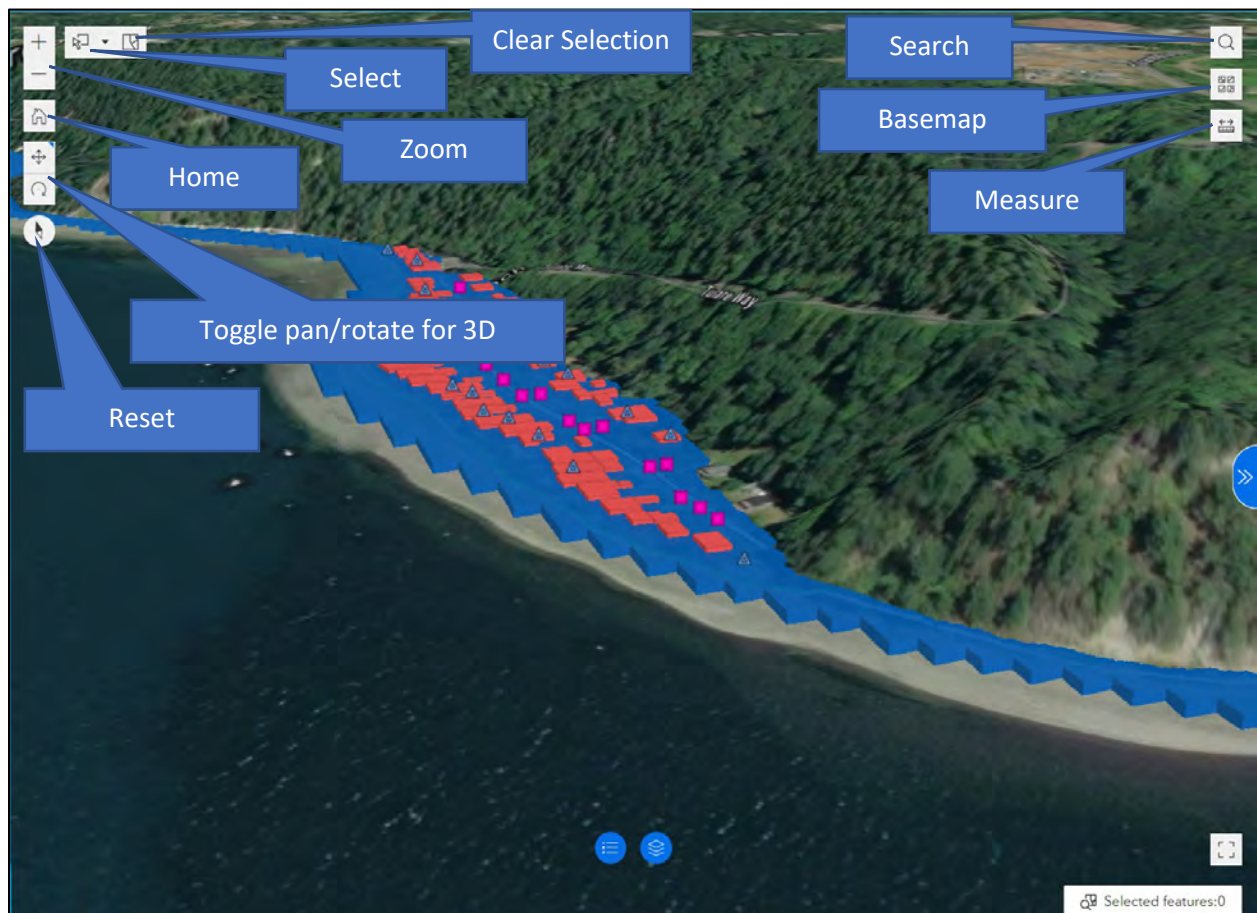 Clear Selection
Search
Select
Basemap
Zoom
Home
Measure
Toggle pan/rotate for 3D
Reset
Selected features:0